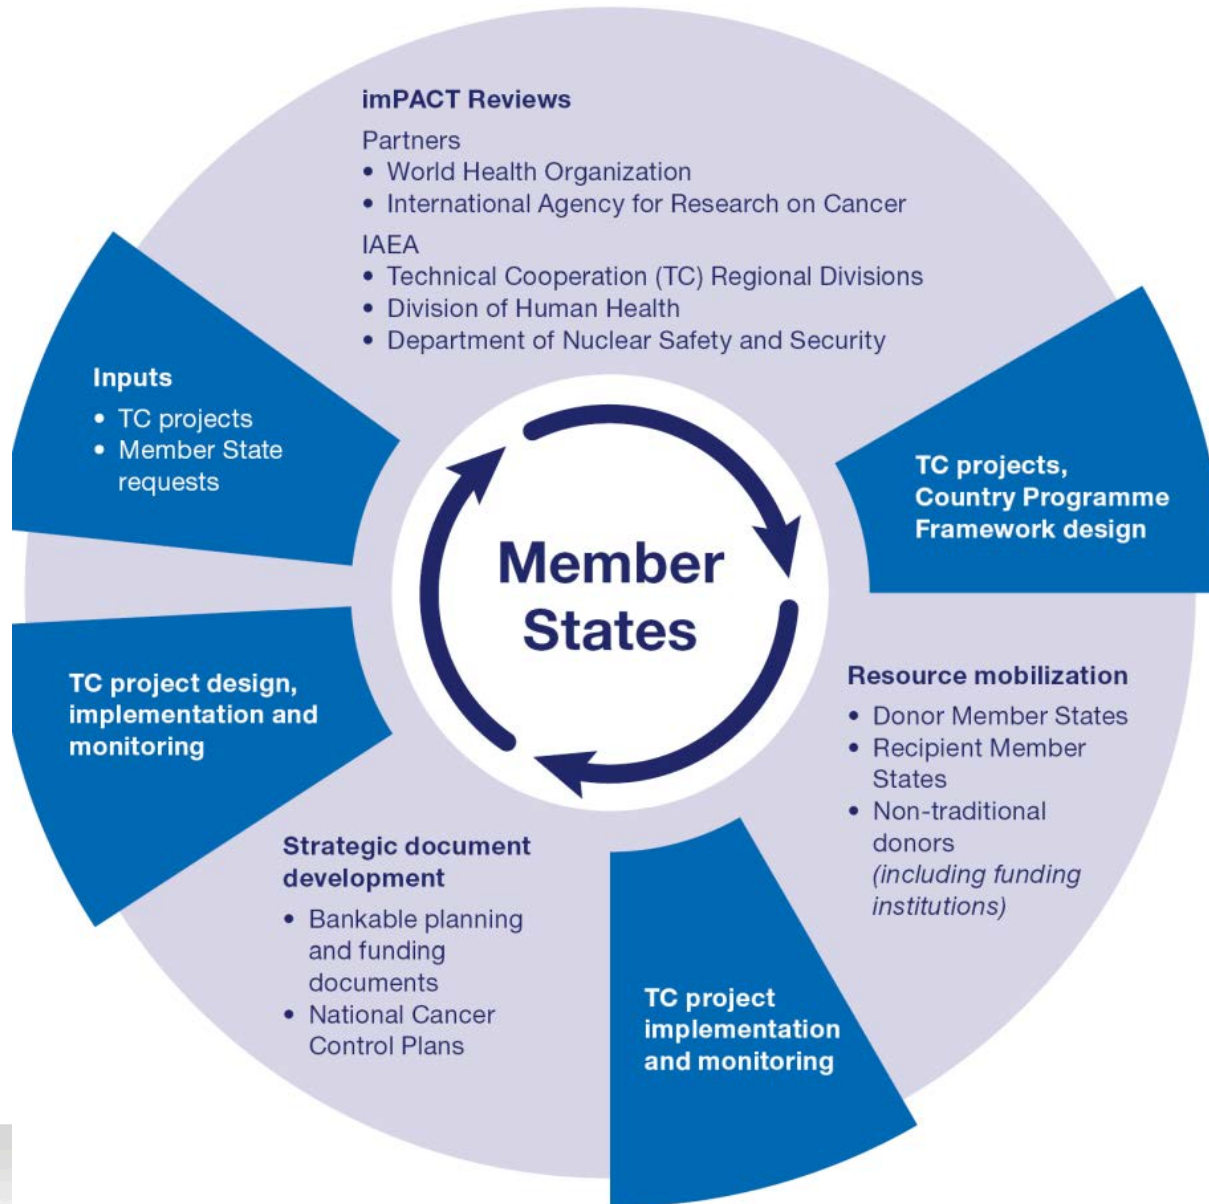 imPACT Reviews
Partners
• World Health Organization
• International Agency for Research on Cancer
IAEA
• Technical Cooperation (TC) Regional Divisions
• Division of Human Health
• Department of Nuclear Safety and Security
Inputs
• TC projects
• Member State
requests
TC projects,
Country Programme
Framework design
Member
States
TC project design,
implementation and
monitoring
Resource mobilization
• Donor Member States
• Recipient Member
States
• Non-traditional
donors
(including funding
institutions)
Strategic document
development
• Bankable planning
and funding
documents
• National Cancer
Control Plans
TC project
implementation
and monitoring